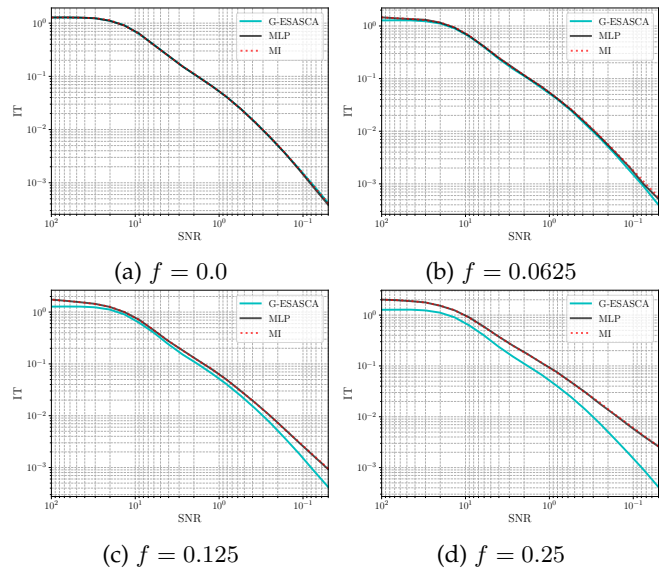 10⁰
10⁻¹
10⁻²
10⁻³
IT
10²
10¹
10⁰
10⁻¹
SNR
G-ESASCA
MLP
MI
(a) f = 0.0
10⁰
10⁻¹
10⁻²
10⁻³
IT
10²
10¹
10⁰
10⁻¹
SNR
G-ESASCA
MLP
MI
(b) f = 0.0625
10⁰
10⁻¹
10⁻²
10⁻³
IT
10²
10¹
10⁰
10⁻¹
SNR
G-ESASCA
MLP
MI
(c) f = 0.125
10⁰
10⁻¹
10⁻²
10⁻³
IT
10²
10¹
10⁰
10⁻¹
SNR
G-ESASCA
MLP
MI
(d) f = 0.25